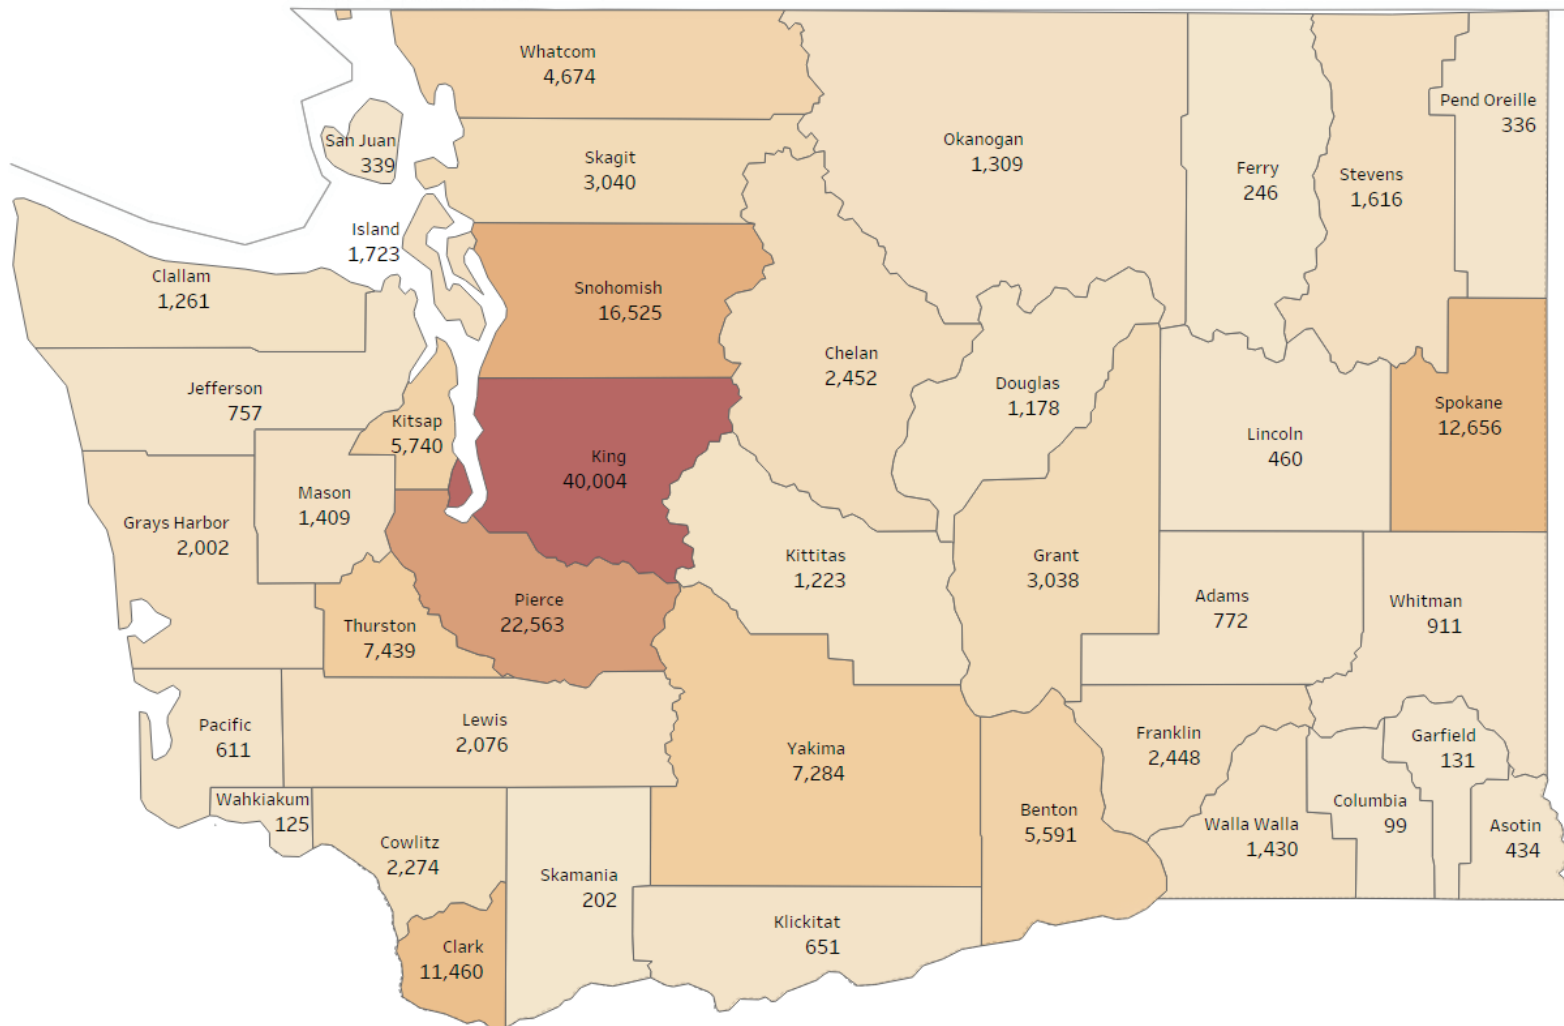 Whatcom
4,674
Pend Oreille
336
San Juan
339
Okanogan
1,309
Skagit
3,040
Ferry
246
Stevens
1,616
Island
1,723
Clallam
1,261
Snohomish
16,525
Chelan
2,452
Jefferson
757
Douglas
1,178
Kitsap
5,740
Spokane
12,656
Lincoln
460
King
40,004
Mason
1,409
Grays Harbor
2,002
Kittitas
1,223
Grant
3,038
Adams
772
Whitman
911
Pierce
22,563
Thurston
7,439
Pacific
611
Lewis
2,076
Yakima
7,284
Franklin
2,448
Garfield
131
Wahkiakum
125
Columbia
99
Benton
5,591
Walla Walla
1,430
Asotin
434
Cowlitz
2,274
Skamania
202
Klickitat
651
Clark
11,460